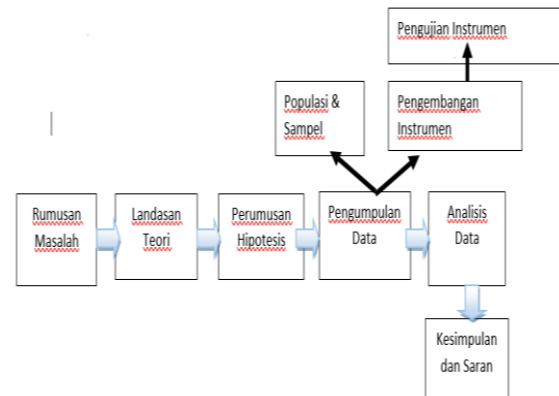 Pengujian Instrumen
Populasi &
Sampel
Pengembangan
Instrumen
Rumusan
Masalah
Landasan
Teori
Perumusan
Hipotesis
Pengumpulan
Data
Analisis
Data
Kesimpulan
dan Saran